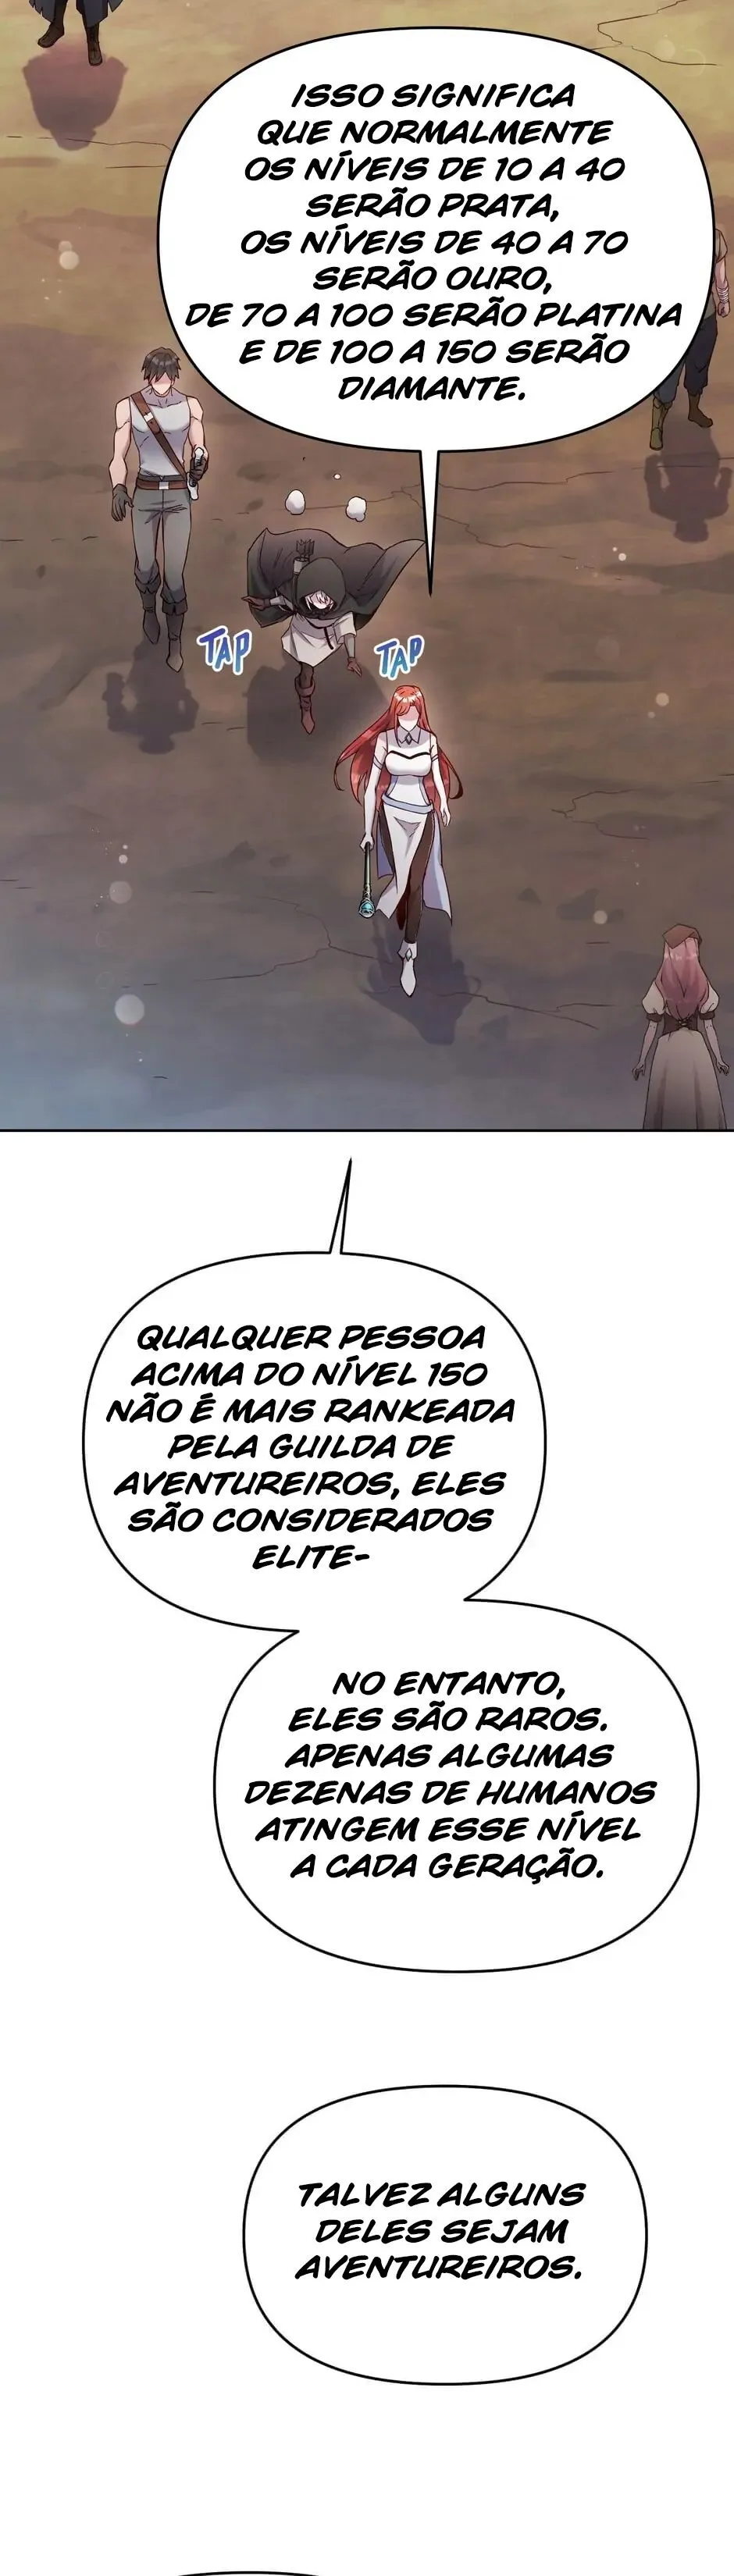 ISSO SIGNIFICA
QUE NORMALMENTE
OS NÍVEIS DE 10 A 40
SERÃO PRATA,
OS NÍVEIS DE 40 A 70
SERÃO OURO,
DE 70 A 100 SERÃO PLATINA
E DE 100 A 150 SERÃO
DIAMANTE.
TAP
TAP
QUALQUER PESSOA
ACIMA DO NÍVEL 150
NÃO É MAIS RANKEADA
PELA GUILDA DE
AVENTUREIROS, ELES
SÃO CONSIDERADOS
ELITE-
NO ENTANTO,
ELES SÃO RAROS.
APENAS ALGUMAS
DEZENAS DE HUMANOS
ATINGEM ESSE NÍVEL
A CADA GERAÇÃO.
TALVEZ ALGUNS
DELES SEJAM
AVENTUREIROS.